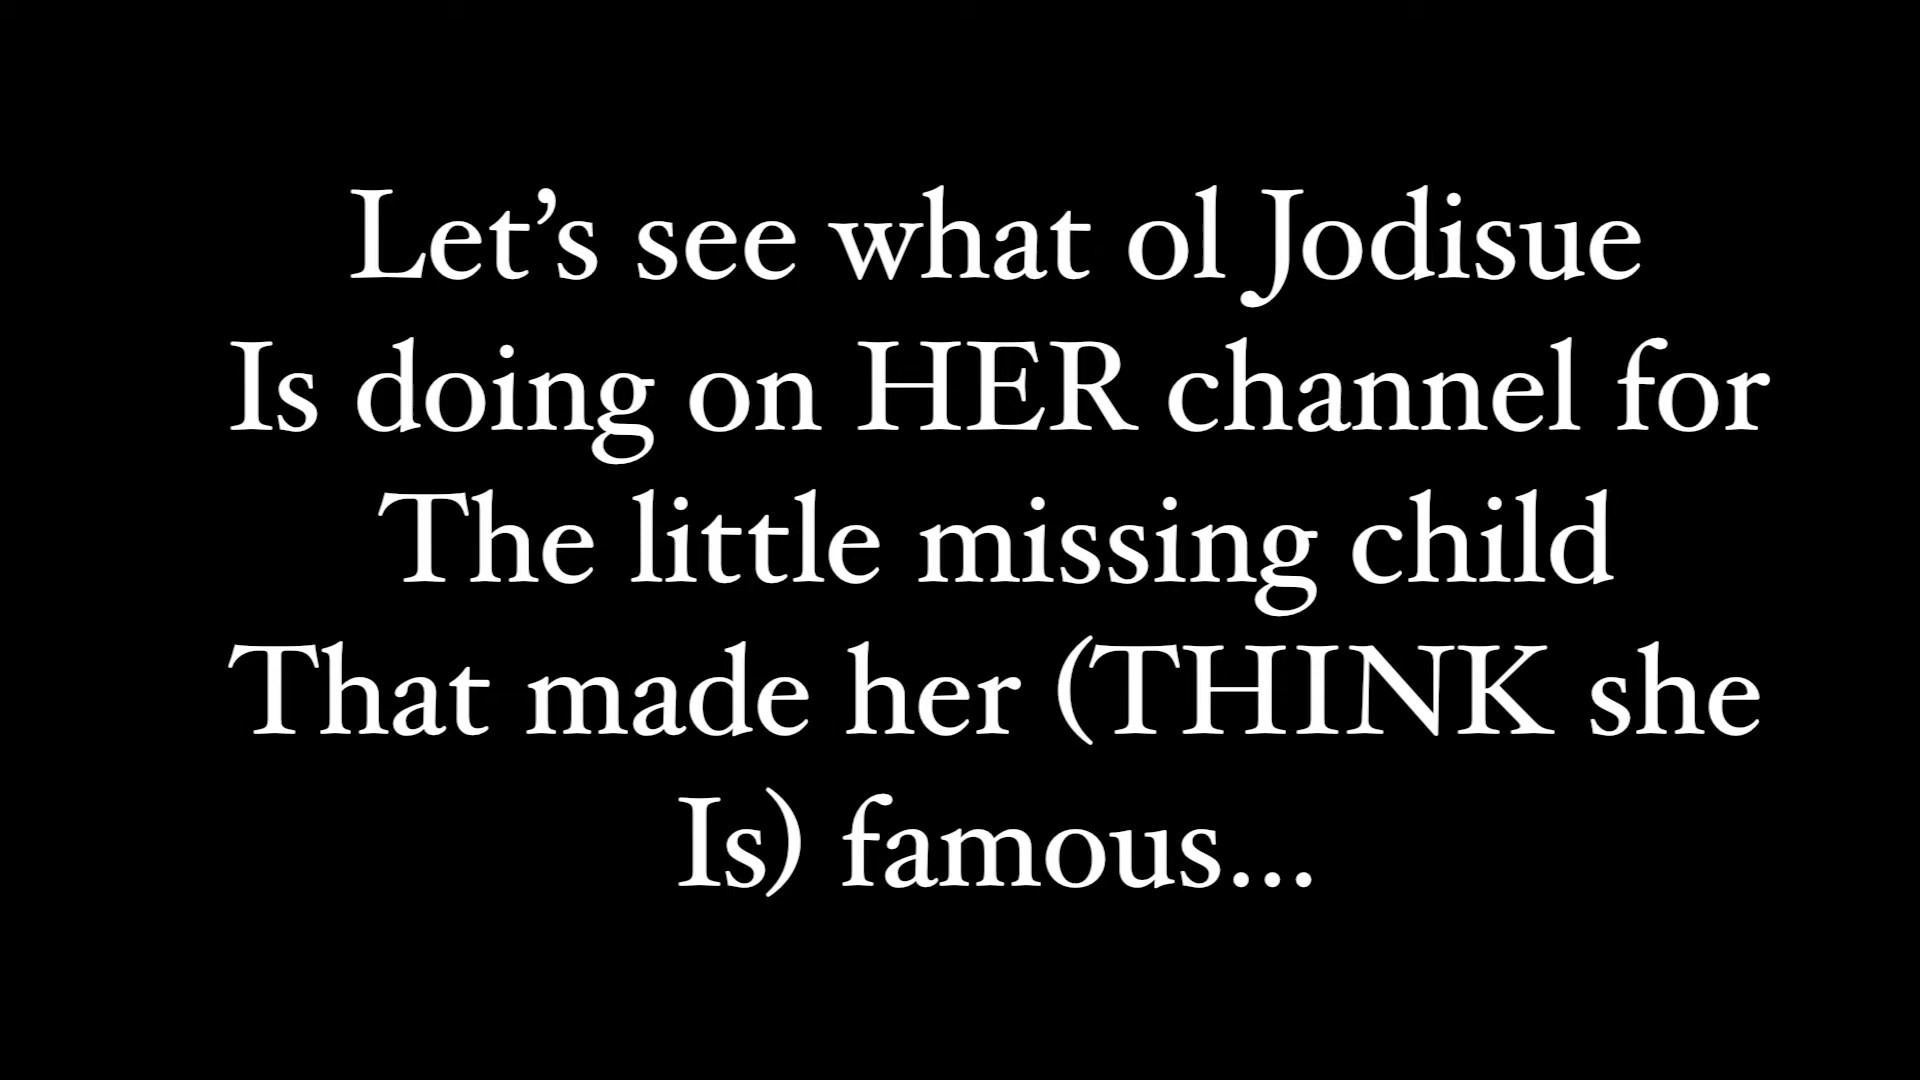 Let’s see what ol Jodisue
Is doing on HER channel for
The little missing child
That made her (THINK she
Is) famous...